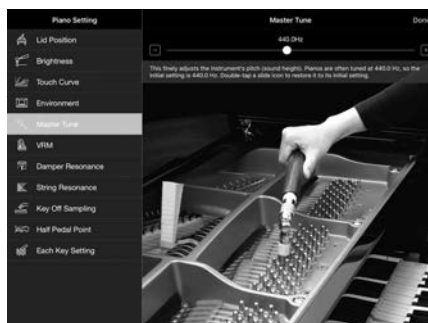 Piano Setting
Master Tune
Done
440.0Hz
This finely adjusts the instrument's pitch (sound height). Pianos are often tuned at 440.0 Hz, so the
initial setting is 440.0 Hz. Double-tap a slide icon to restore it to its initial setting.
Lid Position
Brightness
Touch Curve
Environment
Master Tune
VRM
Damper Resonance
String Resonance
Key Off Sampling
Half Pedal Point
Each Key Setting